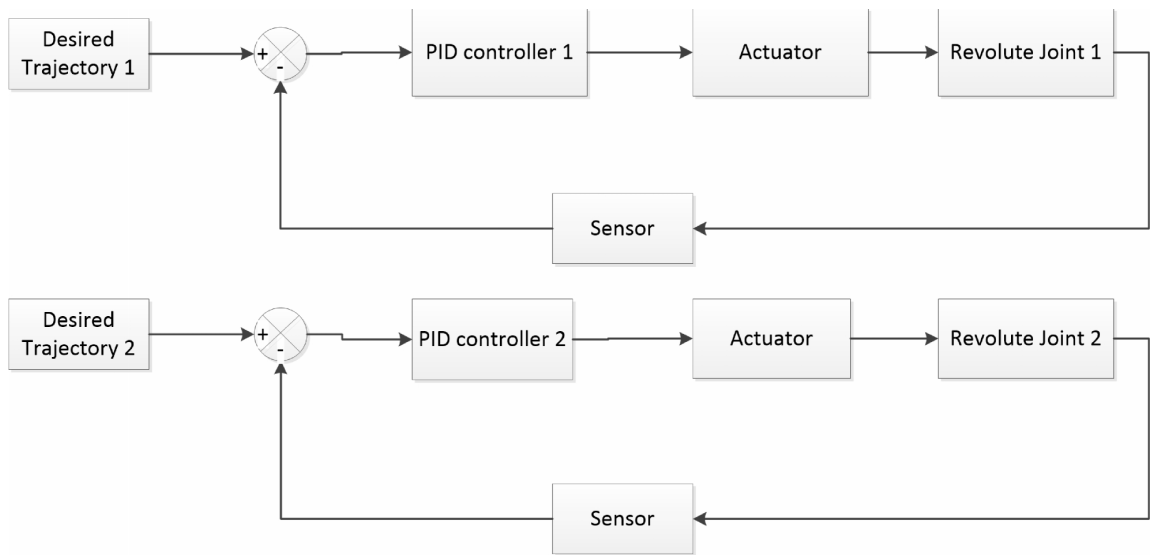 Desired
Trajectory 1
+
-
PID controller 1
Actuator
Revolute Joint 1
Sensor
Desired
Trajectory 2
+
-
PID controller 2
Actuator
Revolute Joint 2
Sensor